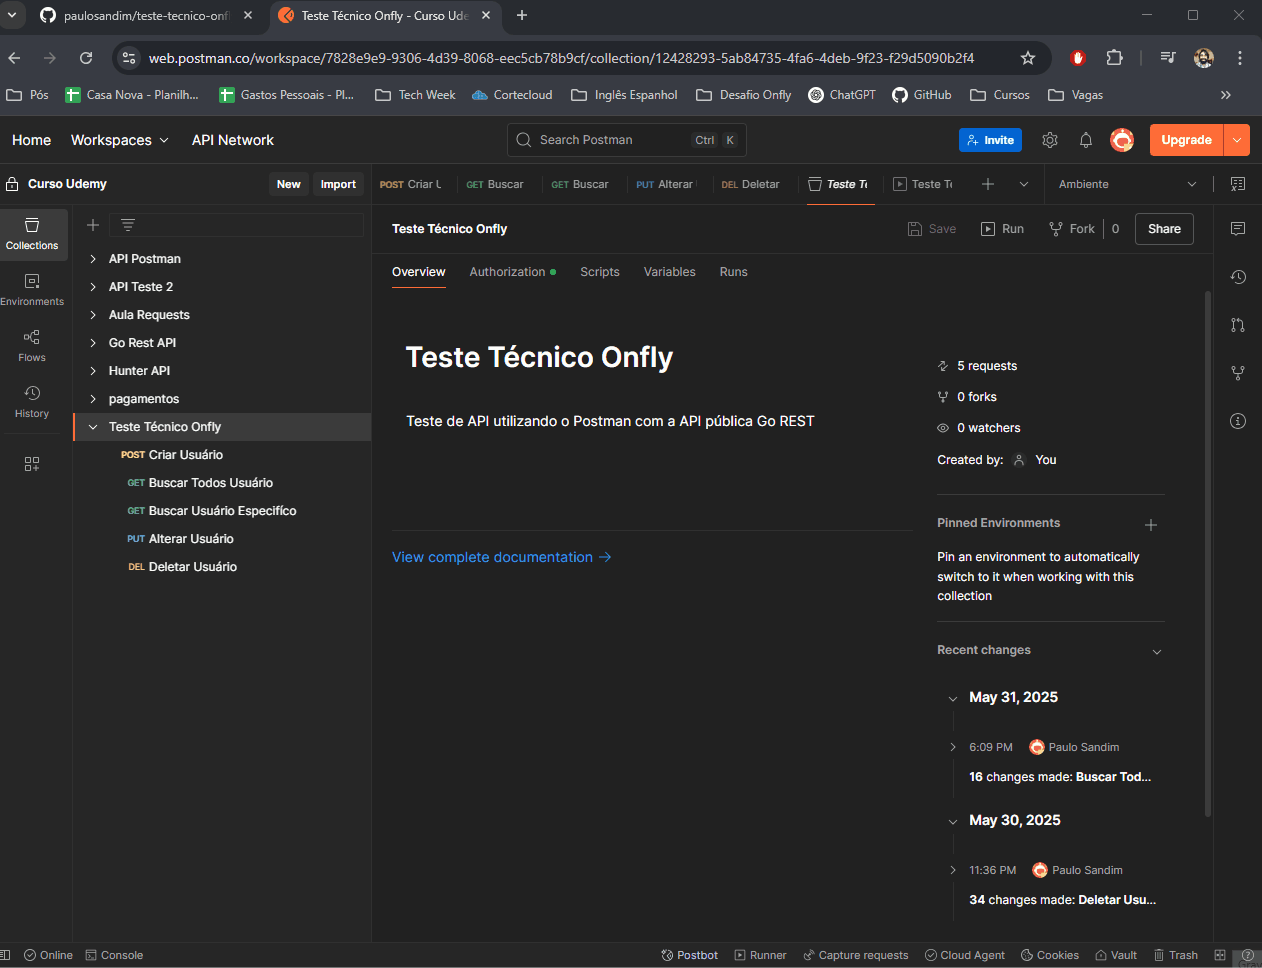 paulosandim/teste-tecnico-onfl
Teste Técnico Onfly - Curso Ude
web.postman.co/workspace/7828e9e9-9306-4d39-8068-eec5cb78b9cf/collection/12428293-5ab84735-4fa6-4deb-9f23-f29d5090b2f4
Pós Casa Nova - Planilh... Gastos Pessoais - Pl... Tech Week Cortecloud Inglês Espanhol Desafio Onfly ChatGPT GitHub Cursos Vagas
Home Workspaces API Network Search Postman Ctrl K Invite Upgrade
Curso Udemy New Import
POST Criar U GET Buscar GET Buscar PUT Alterar DEL Deletar Teste Te Teste Te Ambiente
Collections
Environments
Flows
History
API Postman
API Teste 2
Aula Requests
Go Rest API
Hunter API
pagamentos
Teste Técnico Onfly
POST Criar Usuário
GET Buscar Todos Usuário
GET Buscar Usuário Especifíco
PUT Alterar Usuário
DEL Deletar Usuário
Teste Técnico Onfly Save Run Fork 0 Share
Overview Authorization Scripts Variables Runs
Teste Técnico Onfly
Teste de API utilizando o Postman com a API pública Go REST
View complete documentation
5 requests
0 forks
0 watchers
Created by: You
Pinned Environments
Pin an environment to automatically
switch to it when working with this
collection
Recent changes
May 31, 2025
6:09 PM Paulo Sandim
16 changes made: Buscar Tod...
May 30, 2025
11:36 PM Paulo Sandim
34 changes made: Deletar Usu...
Online Console Postbot Runner Capture requests Cloud Agent Cookies Vault Trash